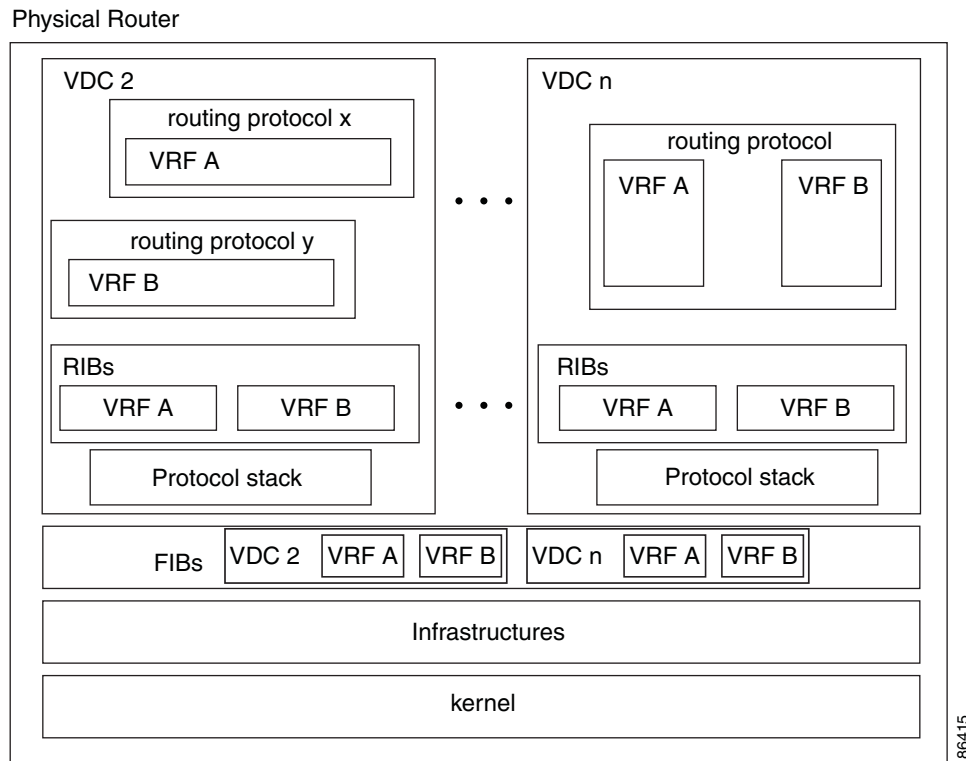 Physical Router
VDC 2
routing protocol x
VRF A
routing protocol y
VRF B
RIBs
VRF A VRF B
Protocol stack
• • •
• • •
VDC n
routing protocol
VRF A VRF B
RIBs
VRF A VRF B
Protocol stack
FIBs VDC 2 VRF A VRF B VDC n VRF A VRF B
Infrastructures
kernel
86415